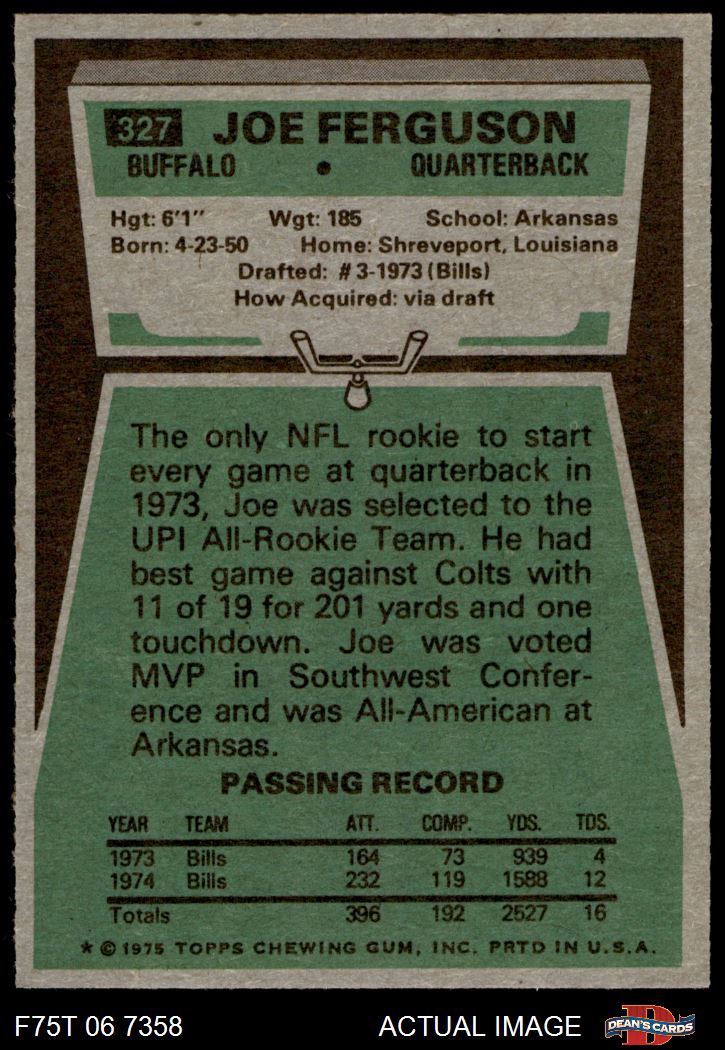 327 JOE FERGUSON
BUFFALO • QUARTERBACK
Hgt: 6'1" Wgt: 185 School: Arkansas
Born: 4-23-50 Home: Shreveport, Louisiana
Drafted: #3-1973 (Bills)
How Acquired: via draft
The only NFL rookie to start
every game at quarterback in
1973, Joe was selected to the
UPI All-Rookie Team. He had
best game against Colts with
11 of 19 for 201 yards and one
touchdown. Joe was voted
MVP in Southwest Confer-
ence and was All-American at
Arkansas.
PASSING RECORD
YEAR TEAM ATT. COMP. YDS. TDS.
1973 Bills 164 73 939 4
1974 Bills 232 119 1588 12
Totals 396 192 2527 16
* © 1975 TOPPS CHEWING GUM, INC. PRTD IN U.S.A.
F75T 06 7358 ACTUAL IMAGE DEAN'S CARDS